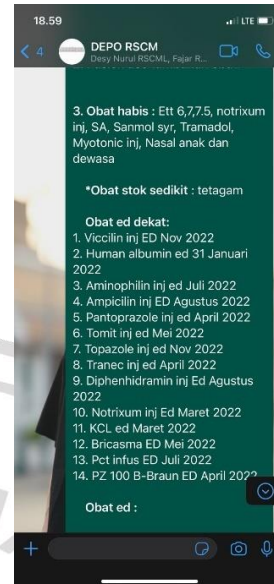 18.59
LTE
4
DEPO RSCM
Desy Nurul RSCML, Fajar R...
3. Obat habis : Ett 6,7,7.5, notrixum
inj, SA, Sanmol syr, Tramadol,
Myotonic inj, Nasal anak dan
dewasa
*Obat stok sedikit : tetagam
Obat ed dekat:
1. Viccilin inj ED Nov 2022
2. Human albumin ed 31 Januari
2022
3. Aminophilin inj ed Juli 2022
4. Ampicilin inj ED Agustus 2022
5. Pantoprazole inj ed April 2022
6. Tomit inj ed Mei 2022
7. Topazole inj ed Nov 2022
8. Tranec inj ed April 2022
9. Diphenhidramin inj Ed Agustus
2022
10. Notrixum inj Ed Maret 2022
11. KCL ed Maret 2022
12. Bricasma ED Mei 2022
13. Pct infus ED Juli 2022
14. PZ 100 B-Braun ED April 2022
Obat ed :